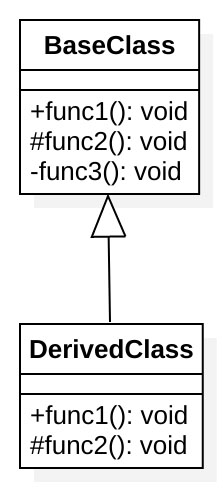 BaseClass
+func1(): void
#func2(): void
-func3(): void
DerivedClass
+func1(): void
#func2(): void